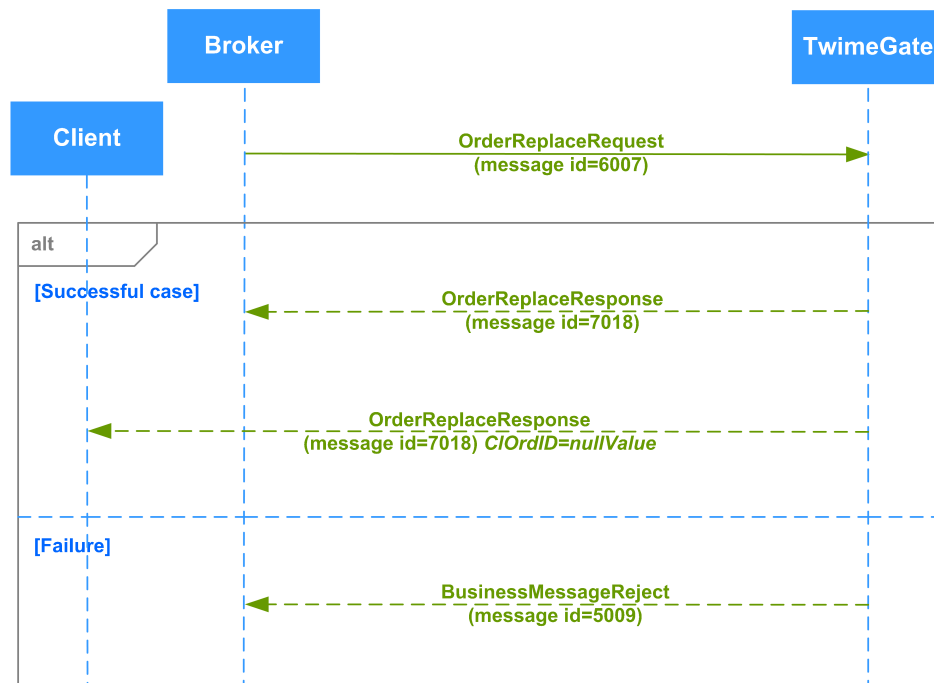 Broker
TwimeGate
Client
OrderReplaceRequest
(message id=6007)
alt
[Successful case]
OrderReplaceResponse
(message id=7018)
OrderReplaceResponse
(message id=7018) ClOrdID=nullValue
[Failure]
BusinessMessageReject
(message id=5009)